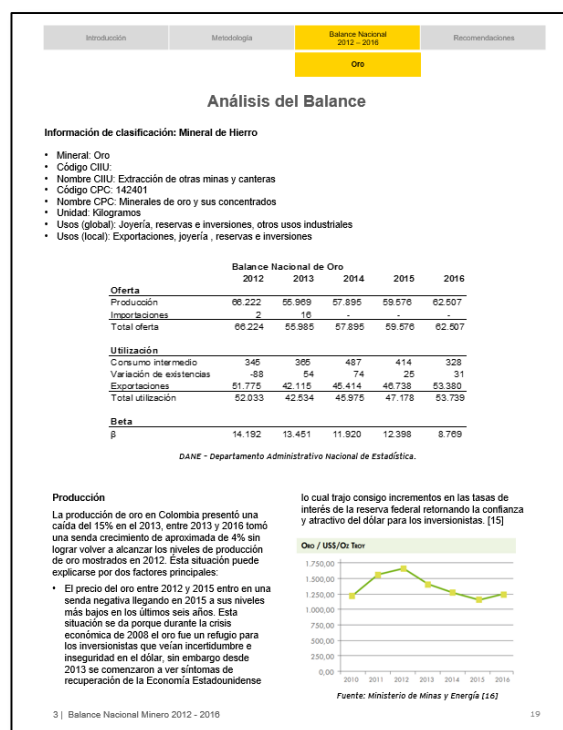 Introducción
Metodología
Balance Nacional
2012 – 2016
Recomendaciones
Oro
Análisis del Balance
Información de clasificación: Mineral de Hierro
• Mineral: Oro
• Código CIIU:
• Nombre CIIU: Extracción de otras minas y canteras
• Código CPC: 142401
• Nombre CPC: Minerales de oro y sus concentrados
• Unidad: Kilogramos
• Usos (global): Joyería, reservas e inversiones, otros usos industriales
• Usos (local): Exportaciones, joyería , reservas e inversiones
Balance Nacional de Oro
2012 2013 2014 2015 2016
Oferta
Producción 66.222 55.969 57.895 59.576 62.507
Importaciones 2 16 - - -
Total oferta 66.224 55.985 57.895 59.576 62.507
Utilización
Consumo intermedio 345 365 487 414 328
Variación de existencias -88 54 74 25 31
Exportaciones 51.775 42.115 45.414 46.738 53.380
Total utilización 52.033 42.534 45.975 47.178 53.739
Beta
β 14.192 13.451 11.920 12.398 8.769
DANE – Departamento Administrativo Nacional de Estadística.
Producción
La producción de oro en Colombia presentó una
caída del 15% en el 2013, entre 2013 y 2016 tomó
una senda creciente de aproximada de 4% sin
lograr volver a alcanzar los niveles de producción
de oro mostrados en 2012. Ésta situación puede
explicarse por dos factores principales:
• El precio del oro entre 2012 y 2015 entro en una
senda negativa llegando en 2015 a sus niveles
más bajos en los últimos seis años. Esta
situación se da porque durante la crisis
económica de 2008 el oro fue un refugio para
los inversionistas que veían incertidumbre e
inseguridad en el dólar, sin embargo desde
2013 se comenzaron a ver síntomas de
recuperación de la Economía Estadounidense
lo cual trajo consigo incrementos en las tasas de
interés de la reserva federal retornando la confianza
y atractivo del dólar para los inversionistas. [15]
Oro / US$/Oz Troy
1.750,00
1.500,00
1.250,00
1.000,00
750,00
500,00
250,00
0,00
2010 2011 2012 2013 2014 2015 2016
Fuente: Ministerio de Minas y Energía [16]
3 | Balance Nacional Minero 2012 - 2016
19